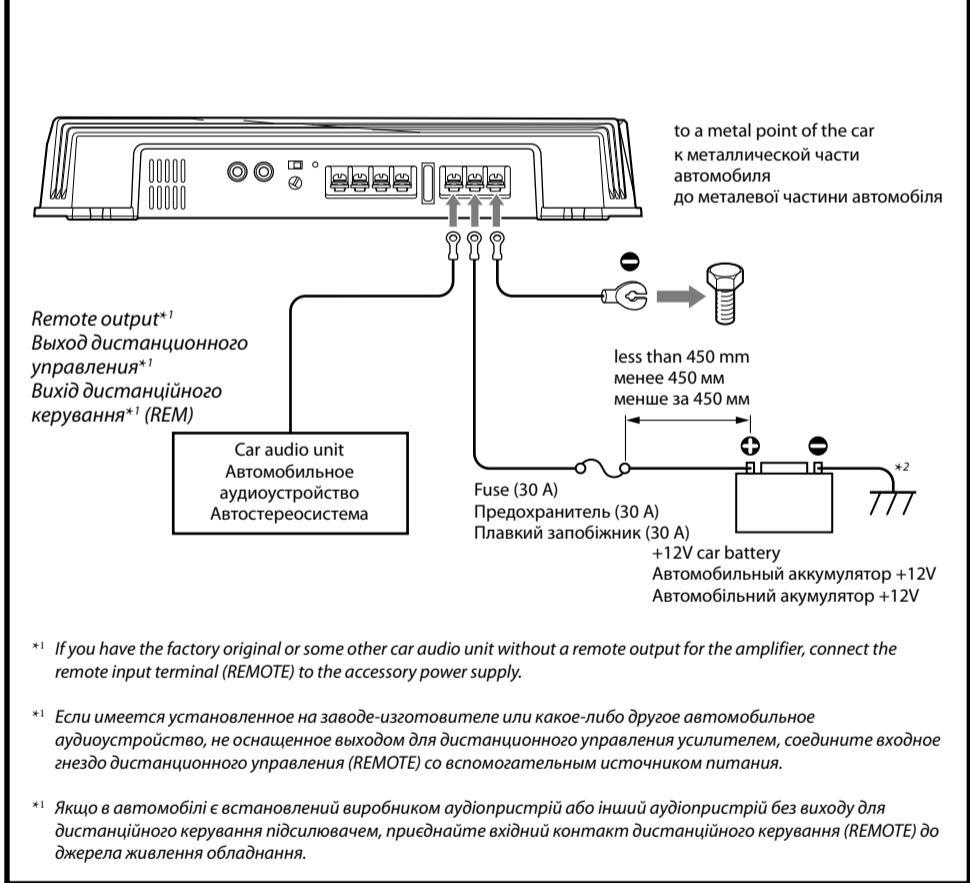 to a metal point of the car
к металлической части
автомобиля
до металевої частини автомобіля
Remote output*1
Выход дистанционного
управления*1
Вихід дистанційного
керування*1 (REM)
less than 450 mm
менее 450 мм
менше за 450 мм
Car audio unit
Автомобильное
аудиоустройство
Автостереосистема
*2
Fuse (30 A)
Предохранитель (30 A)
Плавкий запобіжник (30 A)
+12V car battery
Автомобильный аккумулятор +12V
Автомобільний акумулятор +12V
*1 If you have the factory original or some other car audio unit without a remote output for the amplifier, connect the
remote input terminal (REMOTE) to the accessory power supply.
*1 Если имеется установленное на заводе-изготовителе или какое-либо другое автомобильное
аудиоустройство, не оснащенное выходом для дистанционного управления усилителем, соедините входное
гнездо дистанционного управления (REMOTE) со вспомогательным источником питания.
*1 Якщо в автомобілі є встановлений виробником аудіопристрій або інший аудіопристрій без виходу для
дистанційного керування підсилювачем, приєднайте вхідний контакт дистанційного керування (REMOTE) до
джерела живлення обладнання.